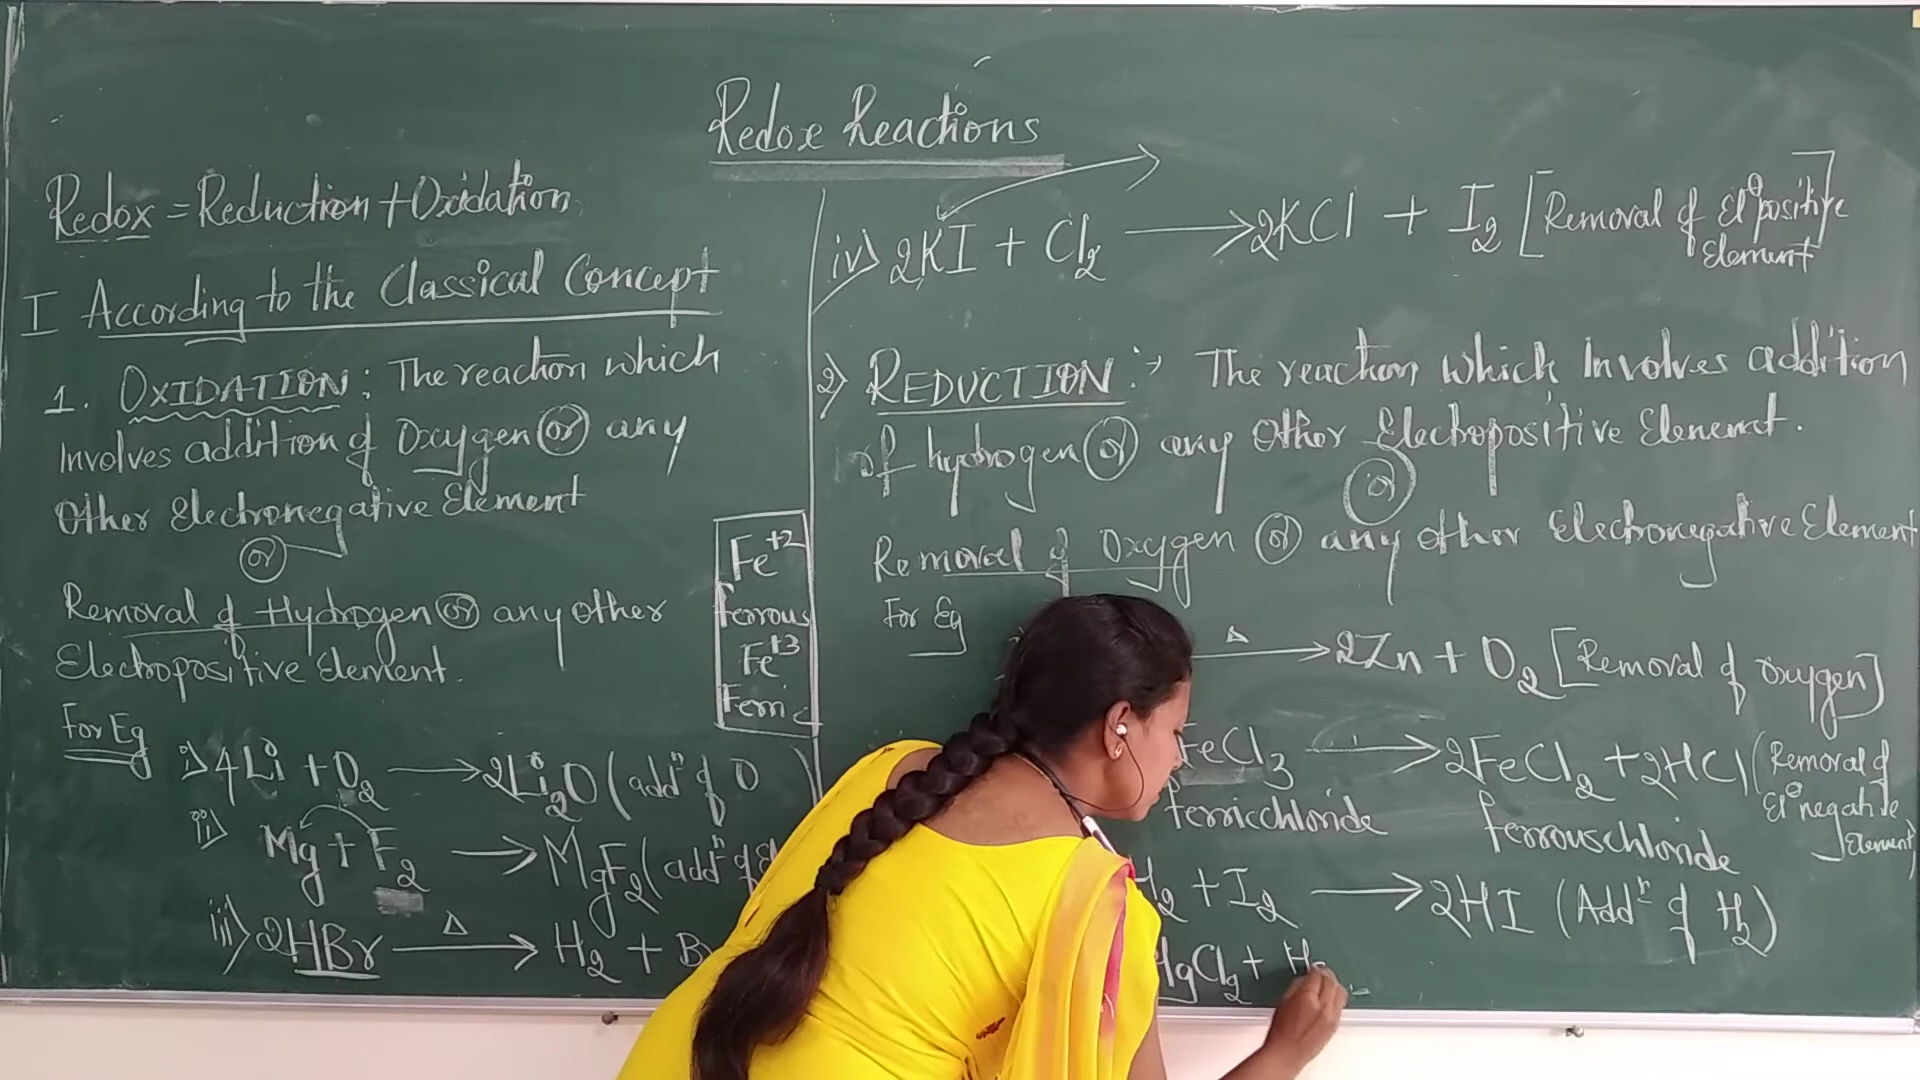 Redox Reactions
Redox = Reduction + Oxidation
I According to the Classical Concept
1. OXIDATION : The reaction which
Involves addition of Oxygen (or) any
Other Electronegative Element
(or)
Removal of Hydrogen (or) any other
Electropositive Element.
For Eg
i) 4Li + O2 → 2Li2O (addn of O
ii) Mg + F2 → MgF2 (addn of El
iii) 2HBr —Δ→ H2 + Br
Fe+2
Ferrous
Fe+3
Ferric
iv) 2KI + Cl2 → 2KCl + I2 [Removal of El⊕positive
Element]
2) REDUCTION :- The reaction which Involves addition
of hydrogen (or) any Other Electropositive Element.
(or)
Removal of Oxygen (or) any other Electronegative Element
For Eg
Δ→ 2Zn + O2 [Removal of oxygen]
FeCl3 → 2FeCl2 + 2HCl (Removal of
El⊖negative
Element)
ferricchloride ferrouschloride
H2 + I2 → 2HI (Addn of H2)
HgCl2 + H